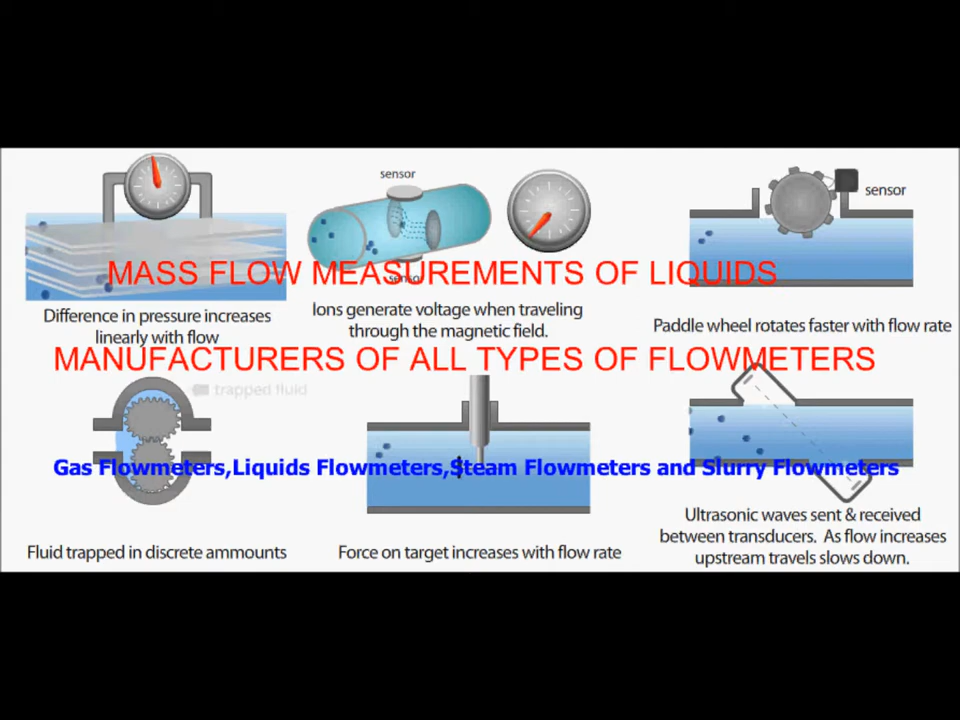 sensor
sensor
sensor
MASS FLOW MEASUREMENTS OF LIQUIDS
Difference in pressure increases
linearly with flow
Ions generate voltage when traveling
through the magnetic field.
Paddle wheel rotates faster with flow rate
MANUFACTURERS OF ALL TYPES OF FLOWMETERS
trapped fluid
Gas Flowmeters,Liquids Flowmeters,Steam Flowmeters and Slurry Flowmeters
Fluid trapped in discrete ammounts
Force on target increases with flow rate
Ultrasonic waves sent & received
between transducers. As flow increases
upstream travels slows down.